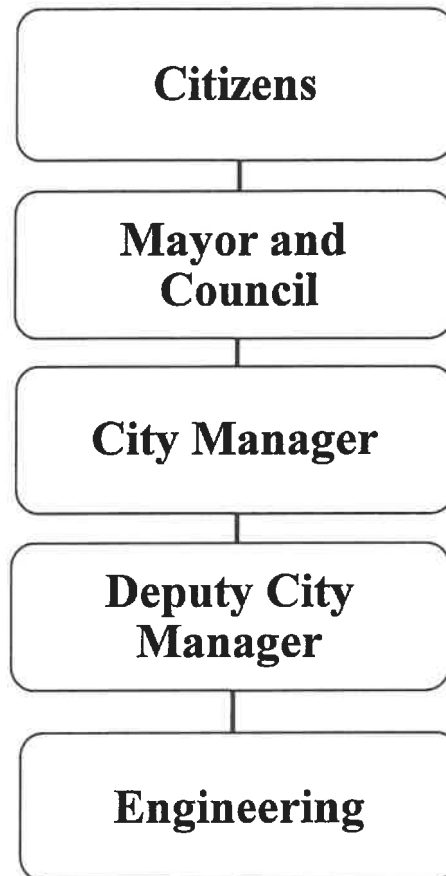 Citizens
Mayor and
Council
City Manager
Deputy City
Manager
Engineering